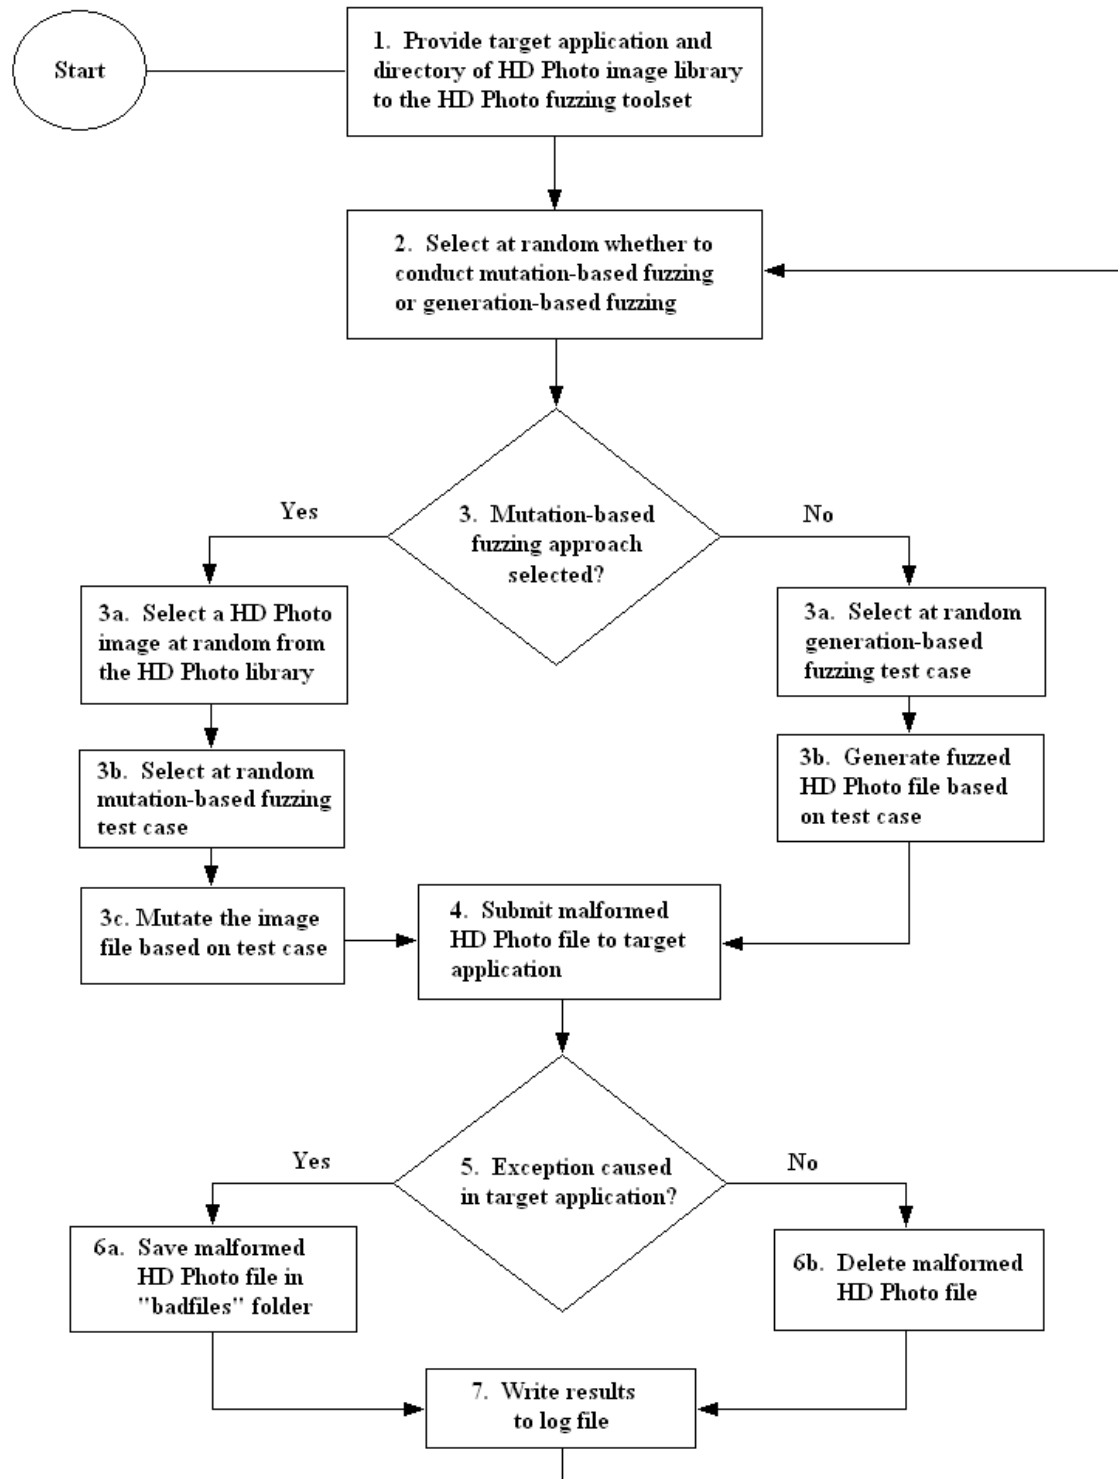 Start
1. Provide target application and
directory of HD Photo image library
to the HD Photo fuzzing toolset
2. Select at random whether to
conduct mutation-based fuzzing
or generation-based fuzzing
3. Mutation-based
fuzzing approach
selected?
Yes
No
3a. Select a HD Photo
image at random from
the HD Photo library
3b. Select at random
mutation-based fuzzing
test case
3c. Mutate the image
file based on test case
3a. Select at random
generation-based
fuzzing test case
3b. Generate fuzzed
HD Photo file based
on test case
4. Submit malformed
HD Photo file to target
application
5. Exception caused
in target application?
Yes
No
6a. Save malformed
HD Photo file in
"badfiles" folder
6b. Delete malformed
HD Photo file
7. Write results
to log file